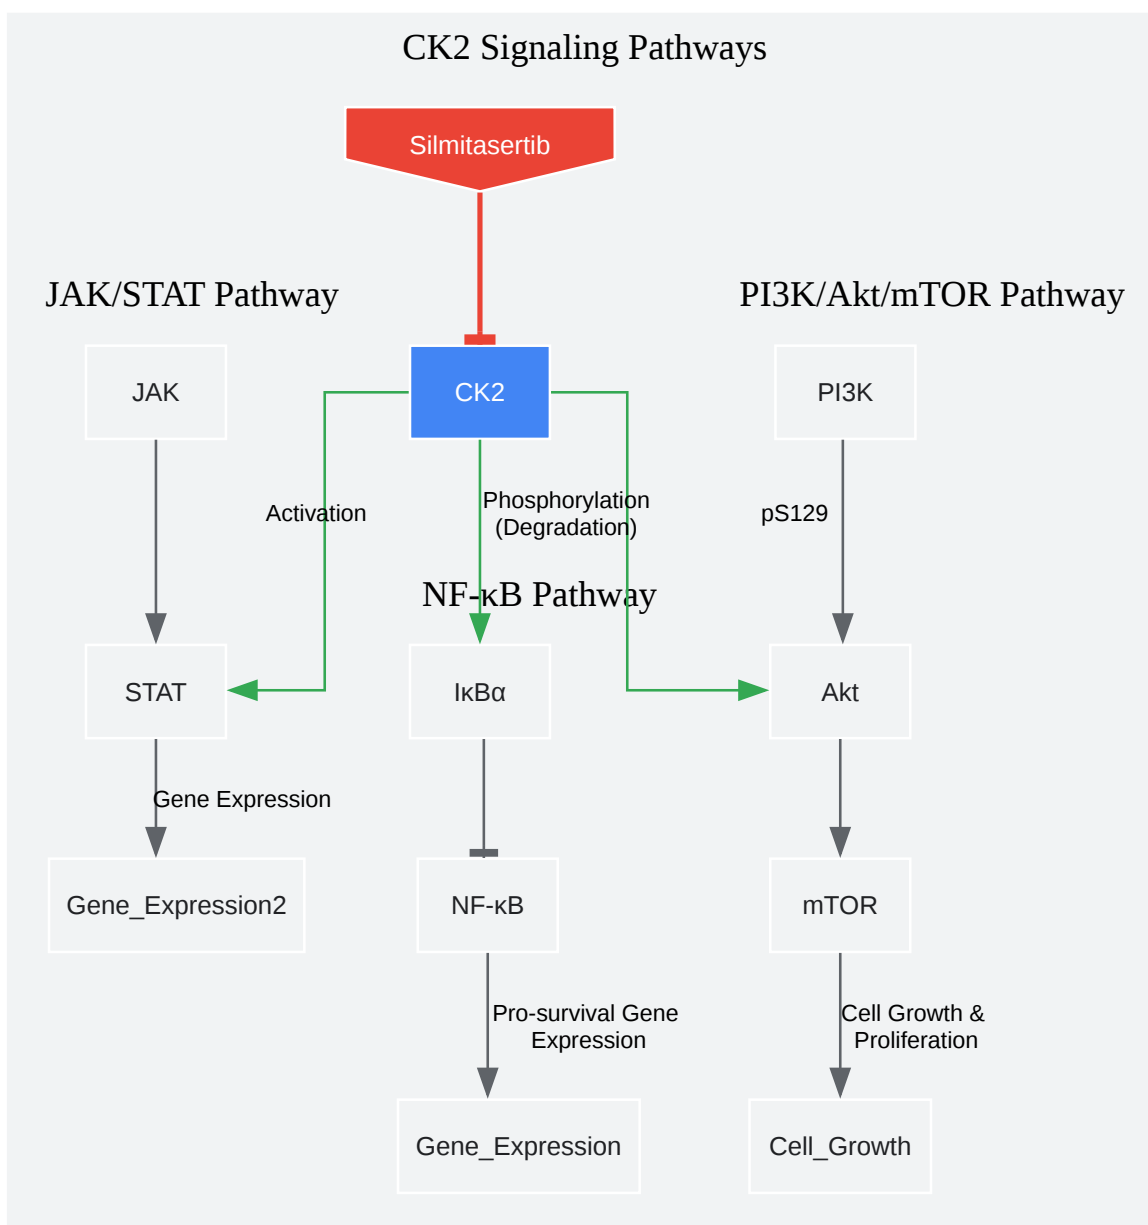 CK2 Signaling Pathways
Silmitasertib
JAK/STAT Pathway
PI3K/Akt/mTOR Pathway
JAK
CK2
PI3K
Activation
Phosphorylation
(Degradation)
pS129
NF-κB Pathway
STAT
IκBα
Akt
Gene Expression
Gene_Expression2
NF-κB
mTOR
Pro-survival Gene
Expression
Cell Growth &
Proliferation
Gene_Expression
Cell_Growth